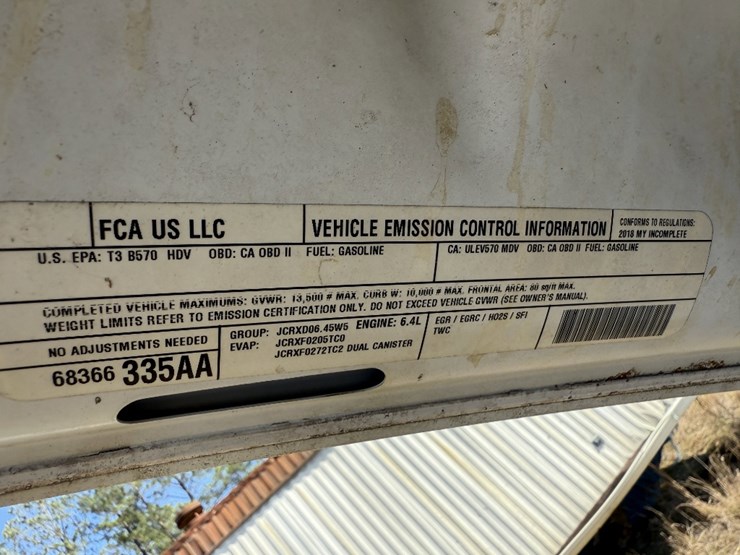 FCA US LLC
VEHICLE EMISSION CONTROL INFORMATION
CONFORMS TO REGULATIONS:
2018 MY INCOMPLETE
U.S. EPA: T3 B570 HDV OBD: CA OBD II FUEL: GASOLINE
CA: ULEV570 MDV OBD: CA OBD II FUEL: GASOLINE
COMPLETED VEHICLE MAXIMUMS: GVWR: 13,500 # MAX. CURB W: 10,000 # MAX. FRONTAL AREA: 80 sq/ft MAX.
WEIGHT LIMITS REFER TO EMISSION CERTIFICATION ONLY. DO NOT EXCEED VEHICLE GVWR (SEE OWNER'S MANUAL).
NO ADJUSTMENTS NEEDED
68366 335AA
GROUP: JCRXD06.45W5 ENGINE: 6.4L
EVAP: JCRXF0205TC0
JCRXF0272TC2 DUAL CANISTER
EGR / EGRC / HO2S / SFI
TWC